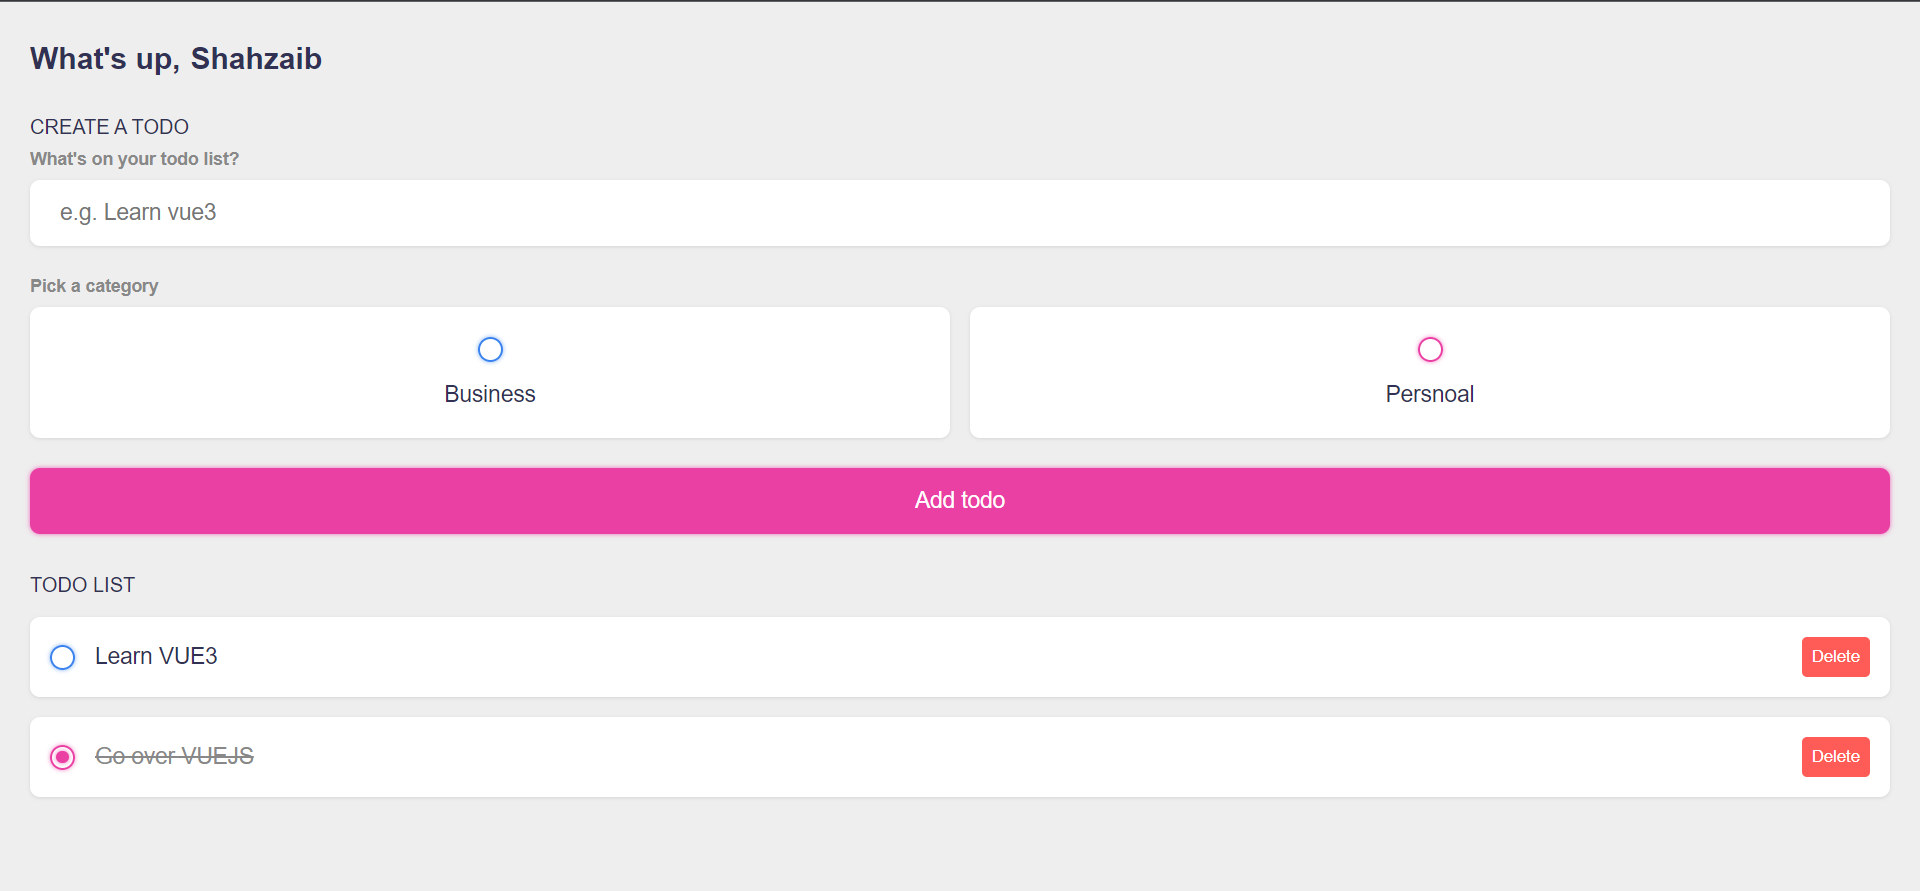 What's up, Shahzaib
CREATE A TODO
What's on your todo list?
e.g. Learn vue3
Pick a category
Business
Persnoal
Add todo
TODO LIST
Learn VUE3
Delete
Go over VUEJS
Delete